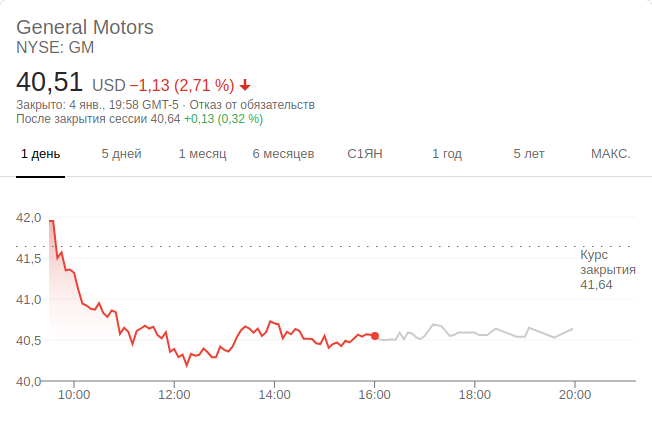 General Motors
NYSE: GM
40,51 USD −1,13 (2,71 %)
Закрыто: 4 янв., 19:58 GMT-5 · Отказ от обязательств
После закрытия сессии 40,64 +0,13 (0,32 %)
1 день 5 дней 1 месяц 6 месяцев С1ЯН 1 год 5 лет МАКС.
42,0
41,5
41,0
40,5
40,0
Курс
закрытия
41,64
10:00 12:00 14:00 16:00 18:00 20:00